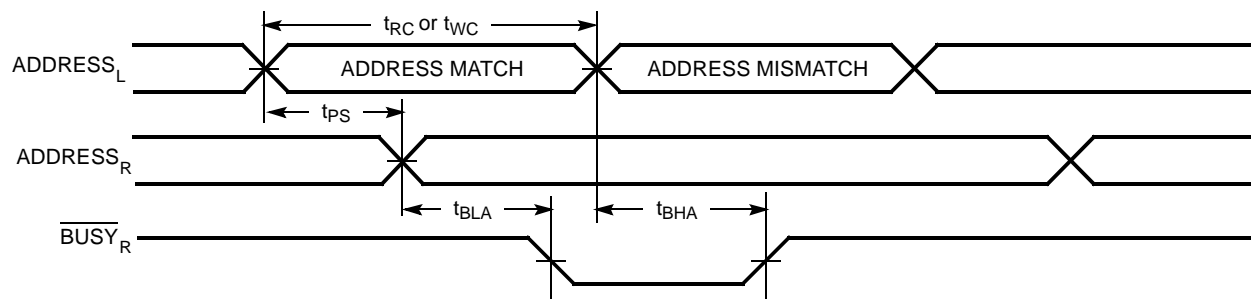 tRC or tWC
ADDRESSL
ADDRESS MATCH
ADDRESS MISMATCH
tPS
ADDRESSR
tBLA
tBHA
BUSYR